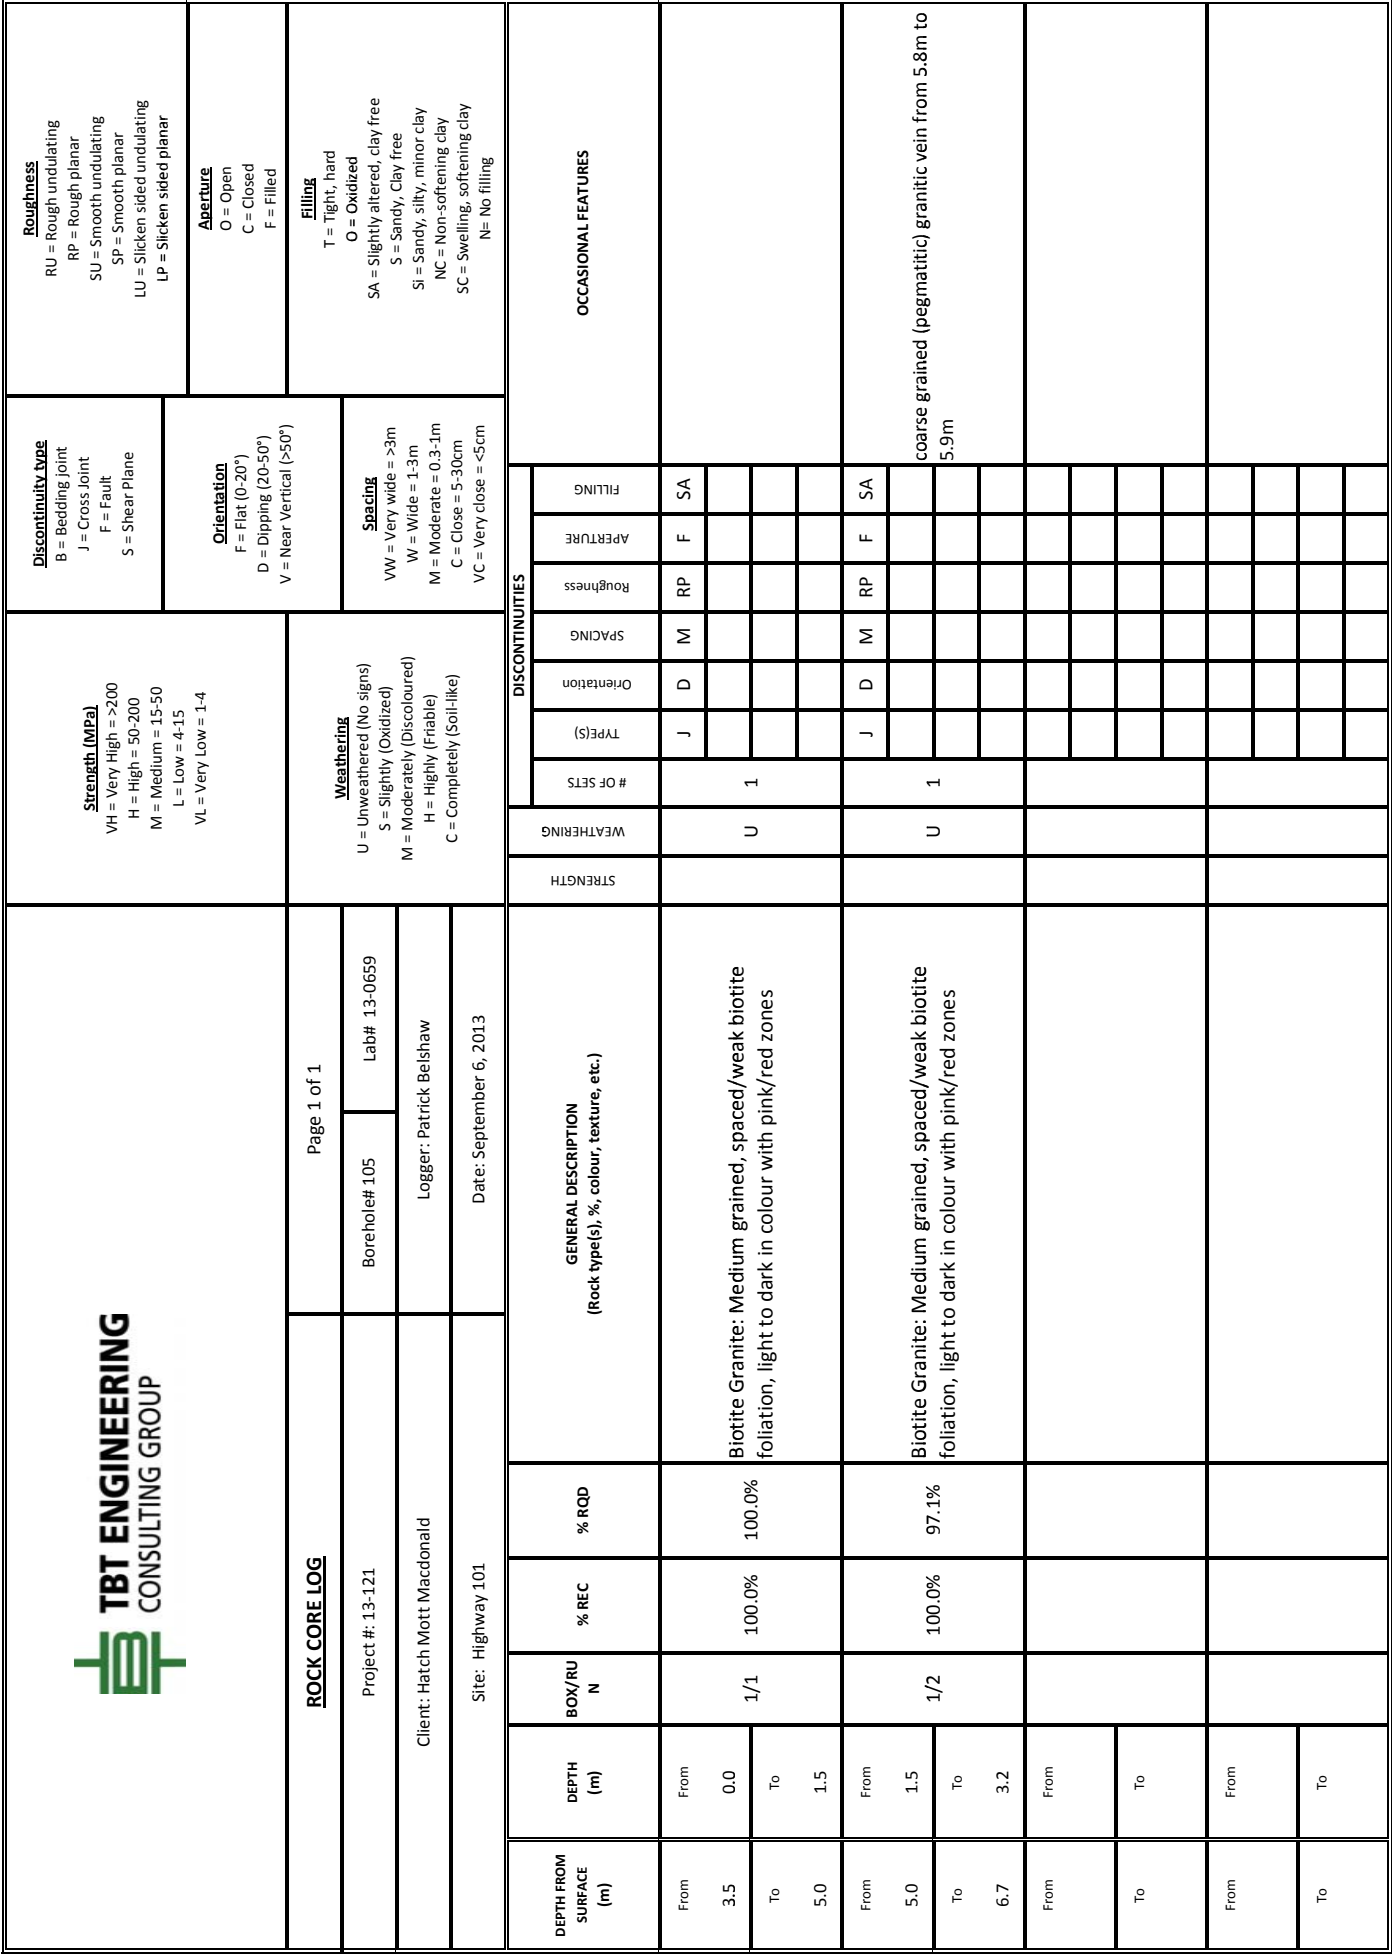 TBT ENGINEERING
CONSULTING GROUP
Strength (MPa)
VH = Very High = >200
H = High = 50-200
M = Medium = 15-50
L = Low = 4-15
VL = Very Low = 1-4
Discontinuity type
B = Bedding joint
J = Cross Joint
F = Fault
S = Shear Plane
Roughness
RU = Rough undulating
RP = Rough planar
SU = Smooth undulating
SP = Smooth planar
LU = Slicken sided undulating
LP = Slicken sided planar
Orientation
F = Flat (0-20°)
D = Dipping (20-50°)
V = Near Vertical (>50°)
Aperture
O = Open
C = Closed
F = Filled
ROCK CORE LOG
Page 1 of 1
Project #: 13-121
Borehole# 105
Lab# 13-0659
Client: Hatch Mott Macdonald
Logger: Patrick Belshaw
Site: Highway 101
Date: September 6, 2013
Weathering
U = Unweathered (No signs)
S = Slightly (Oxidized)
M = Moderately (Discoloured)
H = Highly (Friable)
C = Completely (Soil-like)
Spacing
VW = Very wide = >3m
W = Wide = 1-3m
M = Moderate = 0.3-1m
C = Close = 5-30cm
VC = Very close = <5cm
Filling
T = Tight, hard
O = Oxidized
SA = Slightly altered, clay free
S = Sandy, Clay free
Si = Sandy, silty, minor clay
NC = Non-softening clay
SC = Swelling, softening clay
N= No filling
DEPTH FROM
SURFACE
(m)
DEPTH
(m)
BOX/RU
N
% REC
% RQD
GENERAL DESCRIPTION
(Rock type(s), %, colour, texture, etc.)
STRENGTH
WEATHERING
DISCONTINUITIES
# OF SETS
TYPE(S)
Orientation
SPACING
Roughness
APERTURE
FILLING
OCCASIONAL FEATURES
From
3.5
To
5.0
From
0.0
To
1.5
1/1
100.0%
100.0%
Biotite Granite: Medium grained, spaced/weak biotite
foliation, light to dark in colour with pink/red zones
U
1
J
D
M
RP
F
SA
From
5.0
To
6.7
From
1.5
To
3.2
1/2
100.0%
97.1%
Biotite Granite: Medium grained, spaced/weak biotite
foliation, light to dark in colour with pink/red zones
U
1
J
D
M
RP
F
SA
coarse grained (pegmatitic) granitic vein from 5.8m to
5.9m
From
To
From
To
From
To
From
To